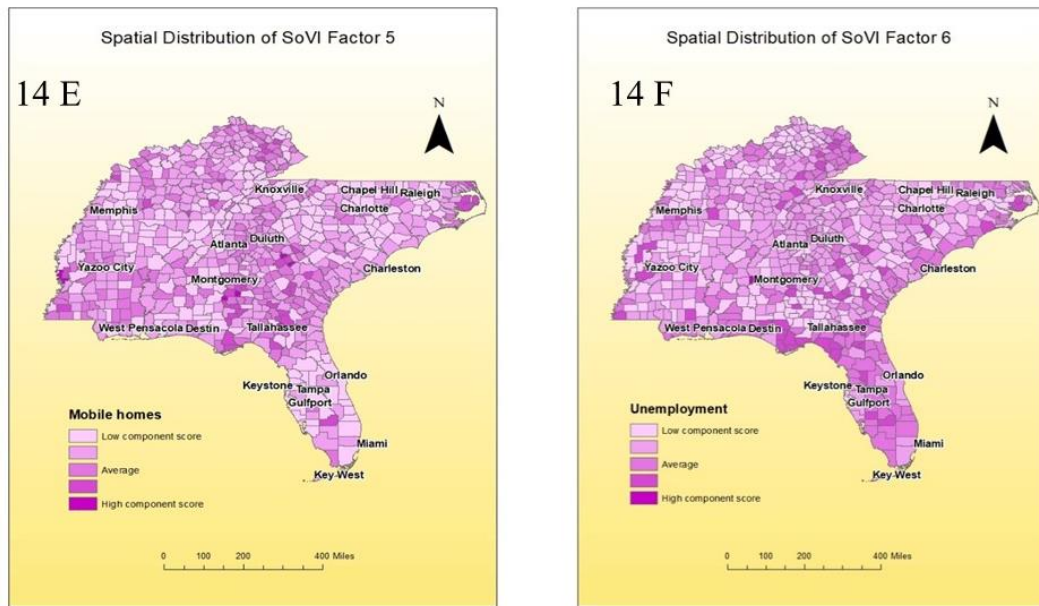 Spatial Distribution of SoVI Factor 5
14 E
N
Knoxville
Chapel Hill
Raleigh
Charlotte
Memphis
Duluth
Atlanta
Yazoo City
Montgomery
Charleston
West Pensacola
Destin
Tallahassee
Orlando
Keystone
Tampa
Gulfport
Mobile homes
Low component score
Miami
Average
Key West
High component score
0 100 200 400 Miles
Spatial Distribution of SoVI Factor 6
14 F
N
Knoxville
Chapel Hill
Raleigh
Charlotte
Memphis
Duluth
Atlanta
Yazoo City
Montgomery
Charleston
West Pensacola
Destin
Tallahassee
Orlando
Keystone
Tampa
Gulfport
Unemployment
Low component score
Miami
Average
Key West
High component score
0 100 200 400 Miles